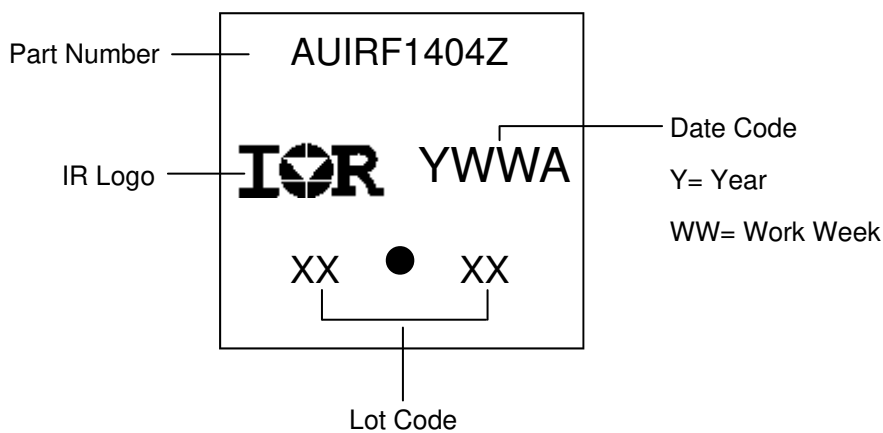 Part Number
AUIRF1404Z
IR Logo
IOR
YWWA
Date Code
Y= Year
WW= Work Week
XX
XX
Lot Code